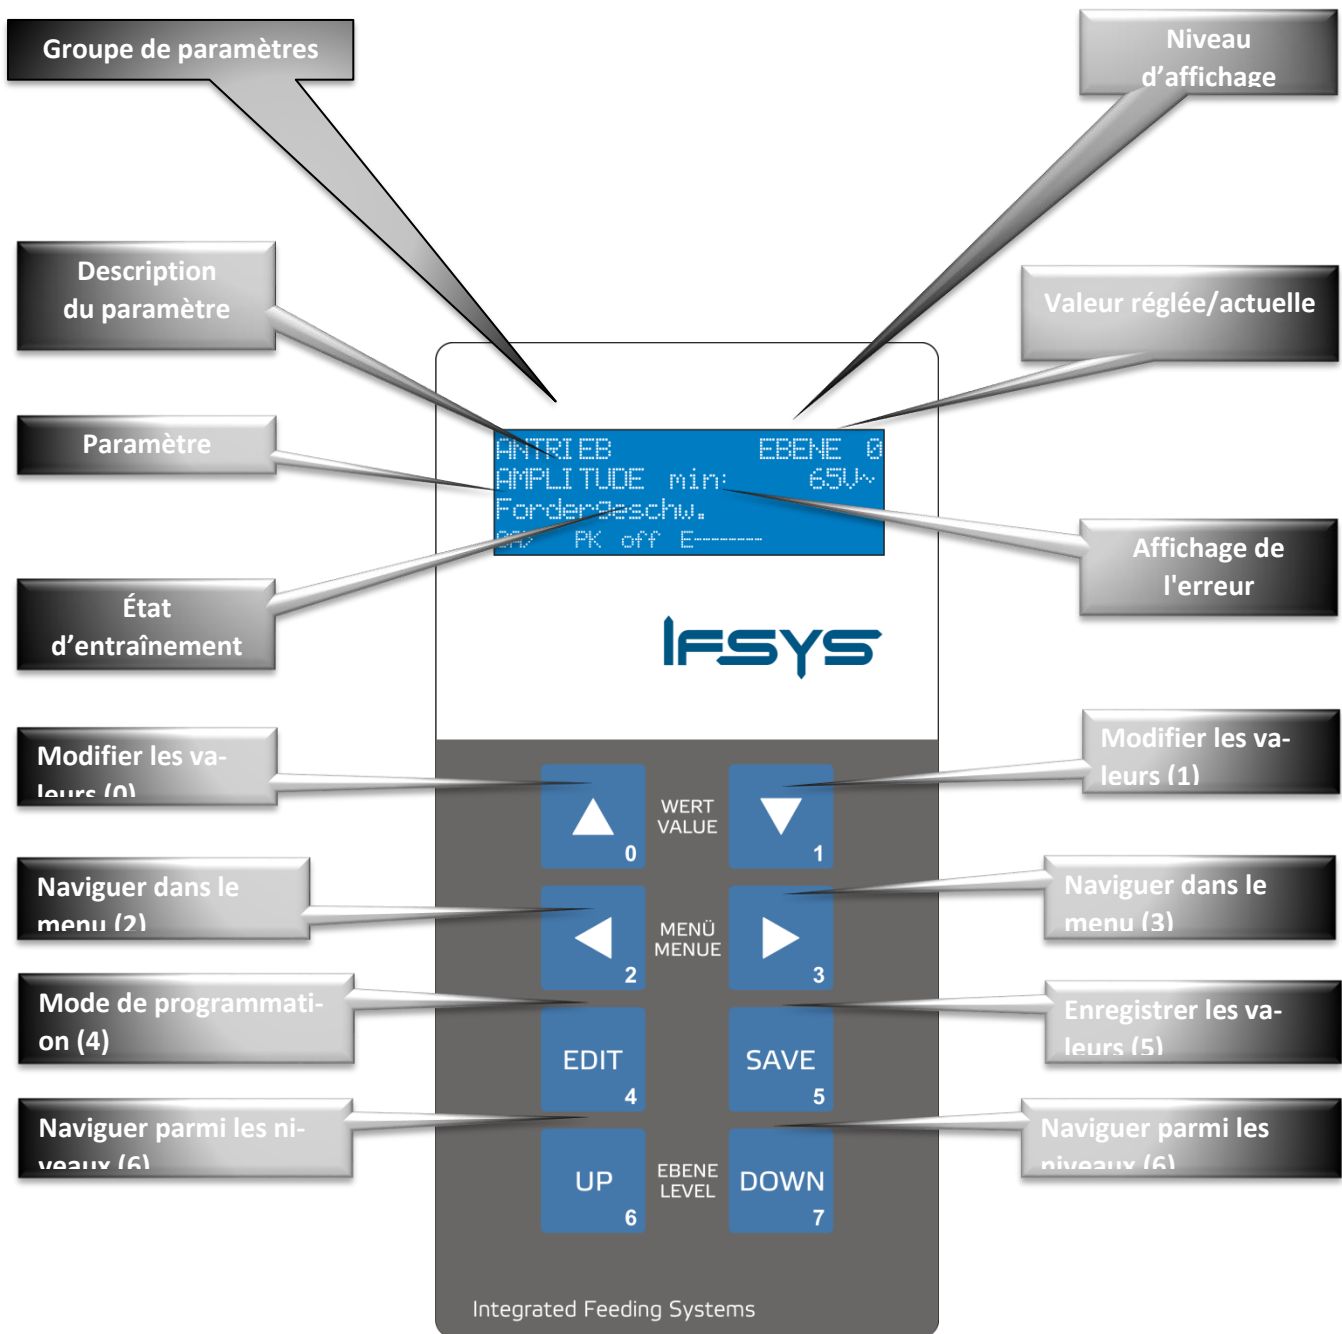 Groupe de paramètres
Niveau
d’affichage
Description
du paramètre
Valeur réglée/actuelle
Paramètre
ANTRIEB EBENE 0
AMPLITUDE min: 65V~
Fordergeschw.
PK off E--------
Affichage de
l'erreur
État
d’entraînement
IFSYS
Modifier les va-
leurs (0)
Modifier les va-
leurs (1)
WERT
VALUE
0
1
Naviguer dans le
menu (2)
Naviguer dans le
menu (3)
MENÜ
MENUE
2
3
Mode de programmati-
on (4)
Enregistrer les va-
leurs (5)
EDIT
4
SAVE
5
Naviguer parmi les ni-
veaux (6)
Naviguer parmi les
niveaux (6)
UP
6
EBENE
LEVEL
DOWN
7
Integrated Feeding Systems